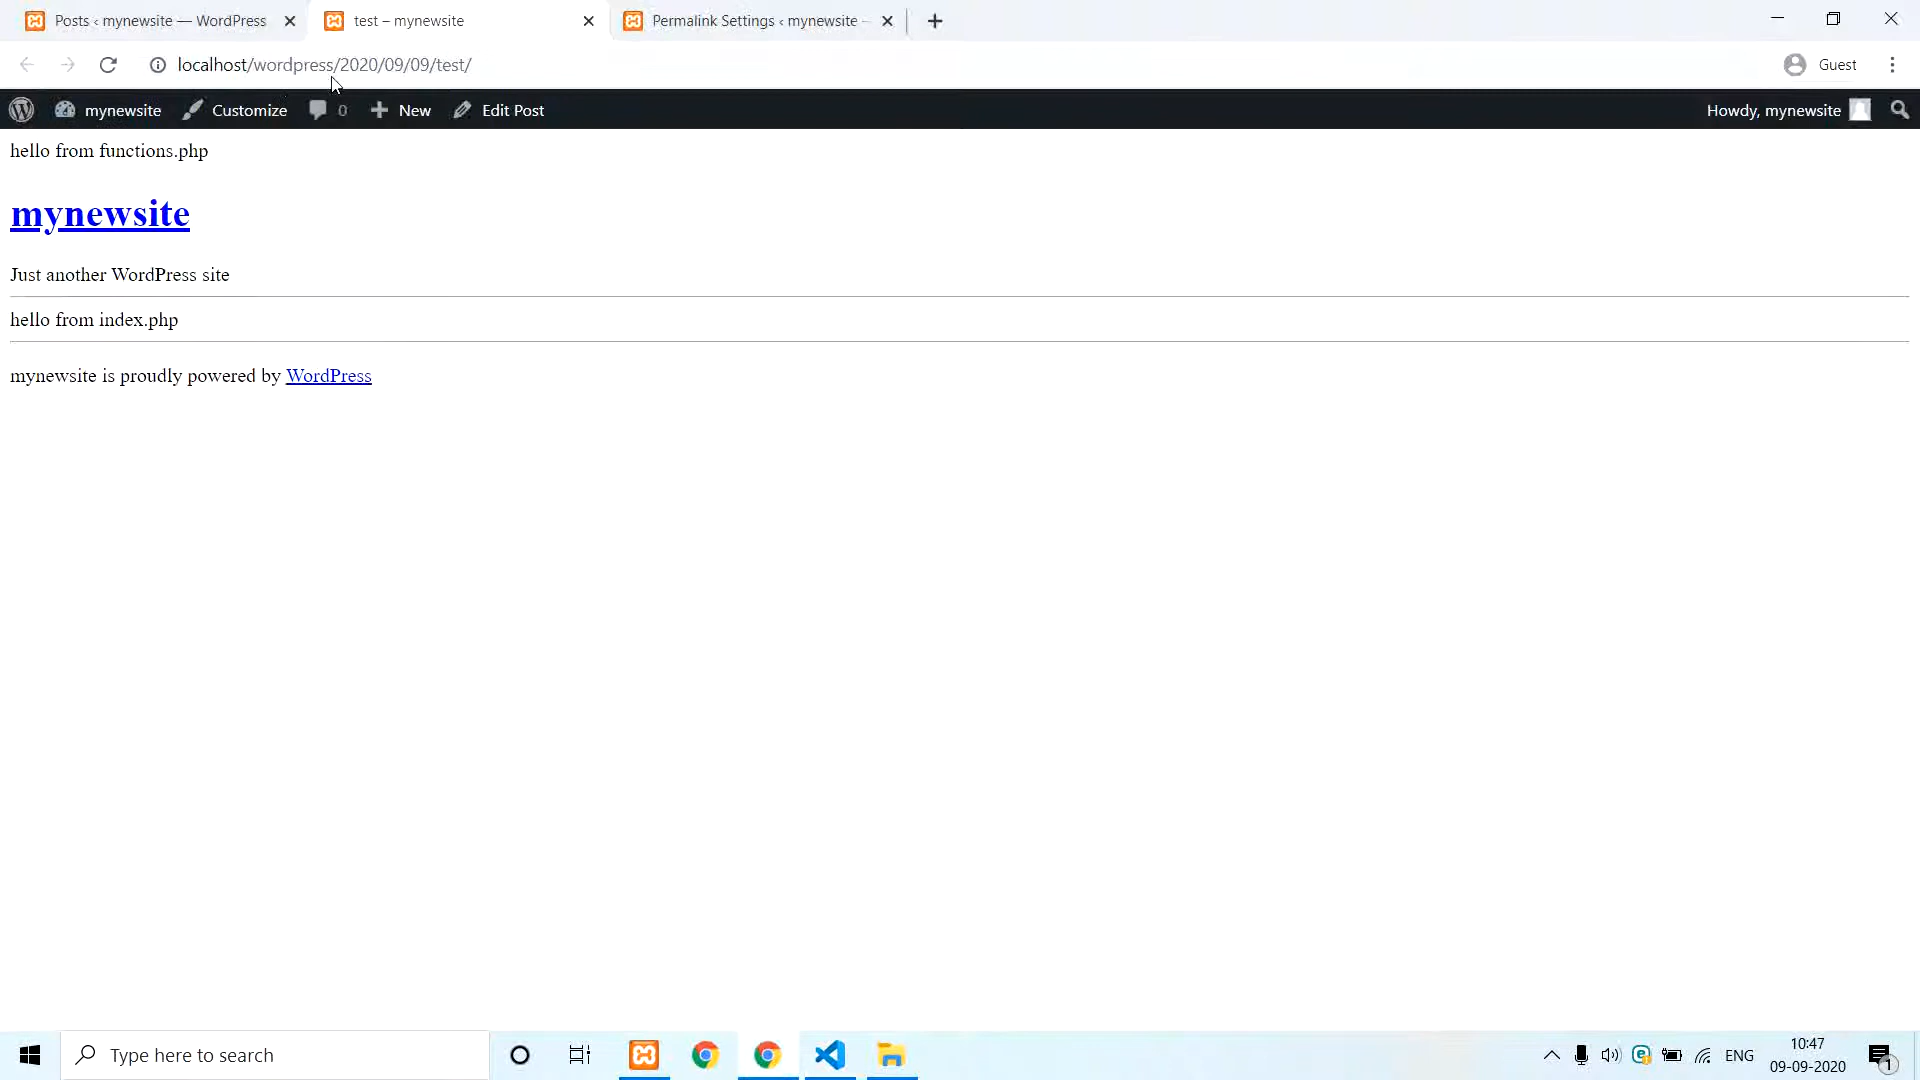 Posts ‹ mynewsite — WordPress
test – mynewsite
Permalink Settings ‹ mynewsite –
localhost/wordpress/2020/09/09/test/
Guest
mynewsite
Customize
0
New
Edit Post
Howdy, mynewsite
hello from functions.php
mynewsite
Just another WordPress site
hello from index.php
mynewsite is proudly powered by WordPress
Type here to search
ENG
10:47
09-09-2020
1